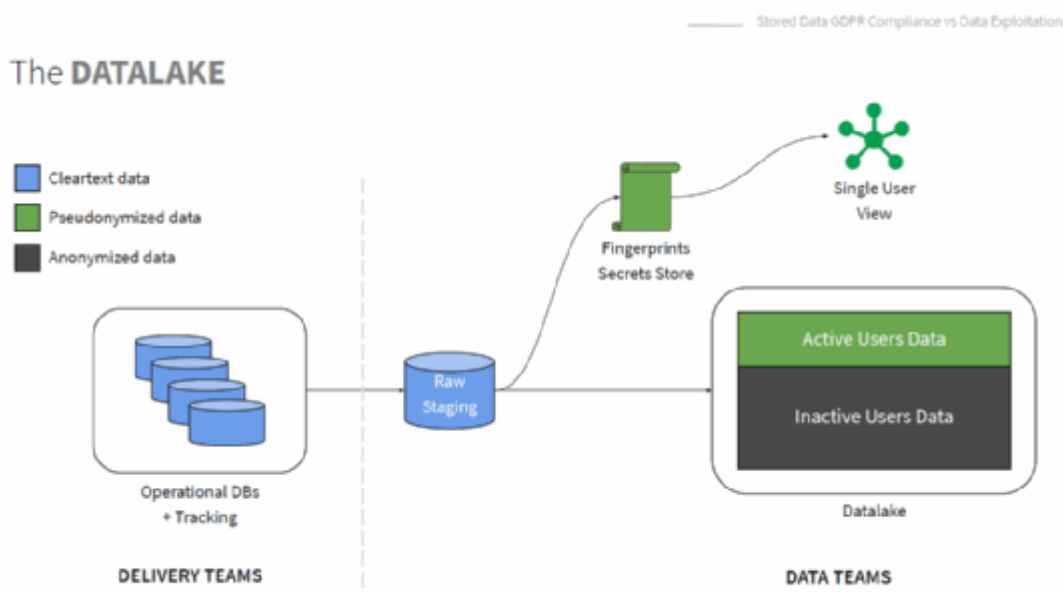 Stored Data GDPR Compliance vs Data Exploitation
The DATALAKE
Cleartext data
Pseudonymized data
Anonymized data
Single User
View
Fingerprints
Secrets Store
Active Users Data
Raw
Staging
Inactive Users Data
Operational DBs
+ Tracking
Datalake
DELIVERY TEAMS
DATA TEAMS